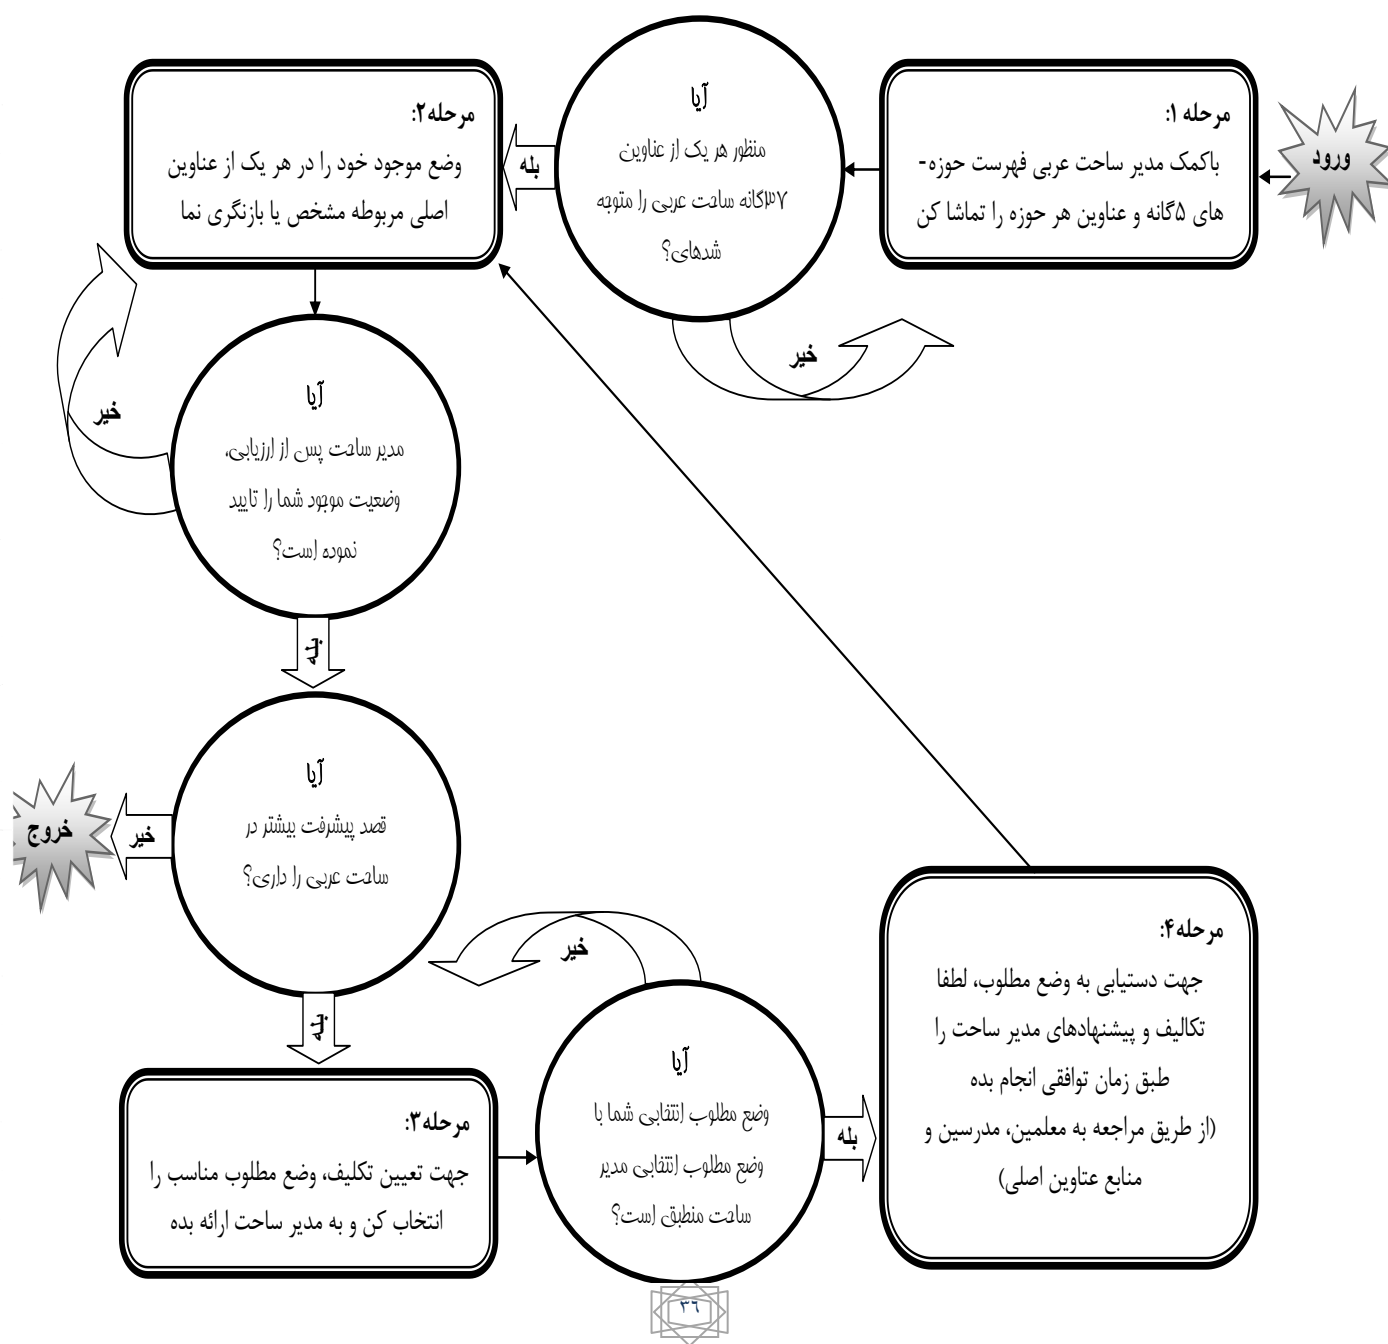 ورود
مرحله ۱:
باکمک مدیر ساحت عربی فهرست حوزه-
های ۵گانه و عناوین هر حوزه را تماشا کن
آیا
منظور هر یک از عناوین
۳۷گانه ساحت عربی را متوجه
شده‌ای؟
بله
خیر
مرحله۲:
وضع موجود خود را در هر یک از عناوین
اصلی مربوطه مشخص یا بازنگری نما
آیا
مدیر ساحت پس از ارزیابی،
وضعیت موجود شما را تایید
نموده است؟
خیر
بله
آیا
قصد پیشرفت بیشتر در
ساحت عربی را داری؟
خیر
خروج
بله
مرحله۳:
جهت تعیین تکلیف، وضع مطلوب مناسب را
انتخاب کن و به مدیر ساحت ارائه بده
آیا
وضع مطلوب انتخابی شما با
وضع مطلوب انتخابی مدیر
ساحت منطبق است؟
خیر
بله
مرحله۴:
جهت دستیابی به وضع مطلوب، لطفا
تکالیف و پیشنهادهای مدیر ساحت را
طبق زمان توافقی انجام بده
(از طریق مراجعه به معلمین، مدرسین و
منابع عتاوین اصلی)
٣٦